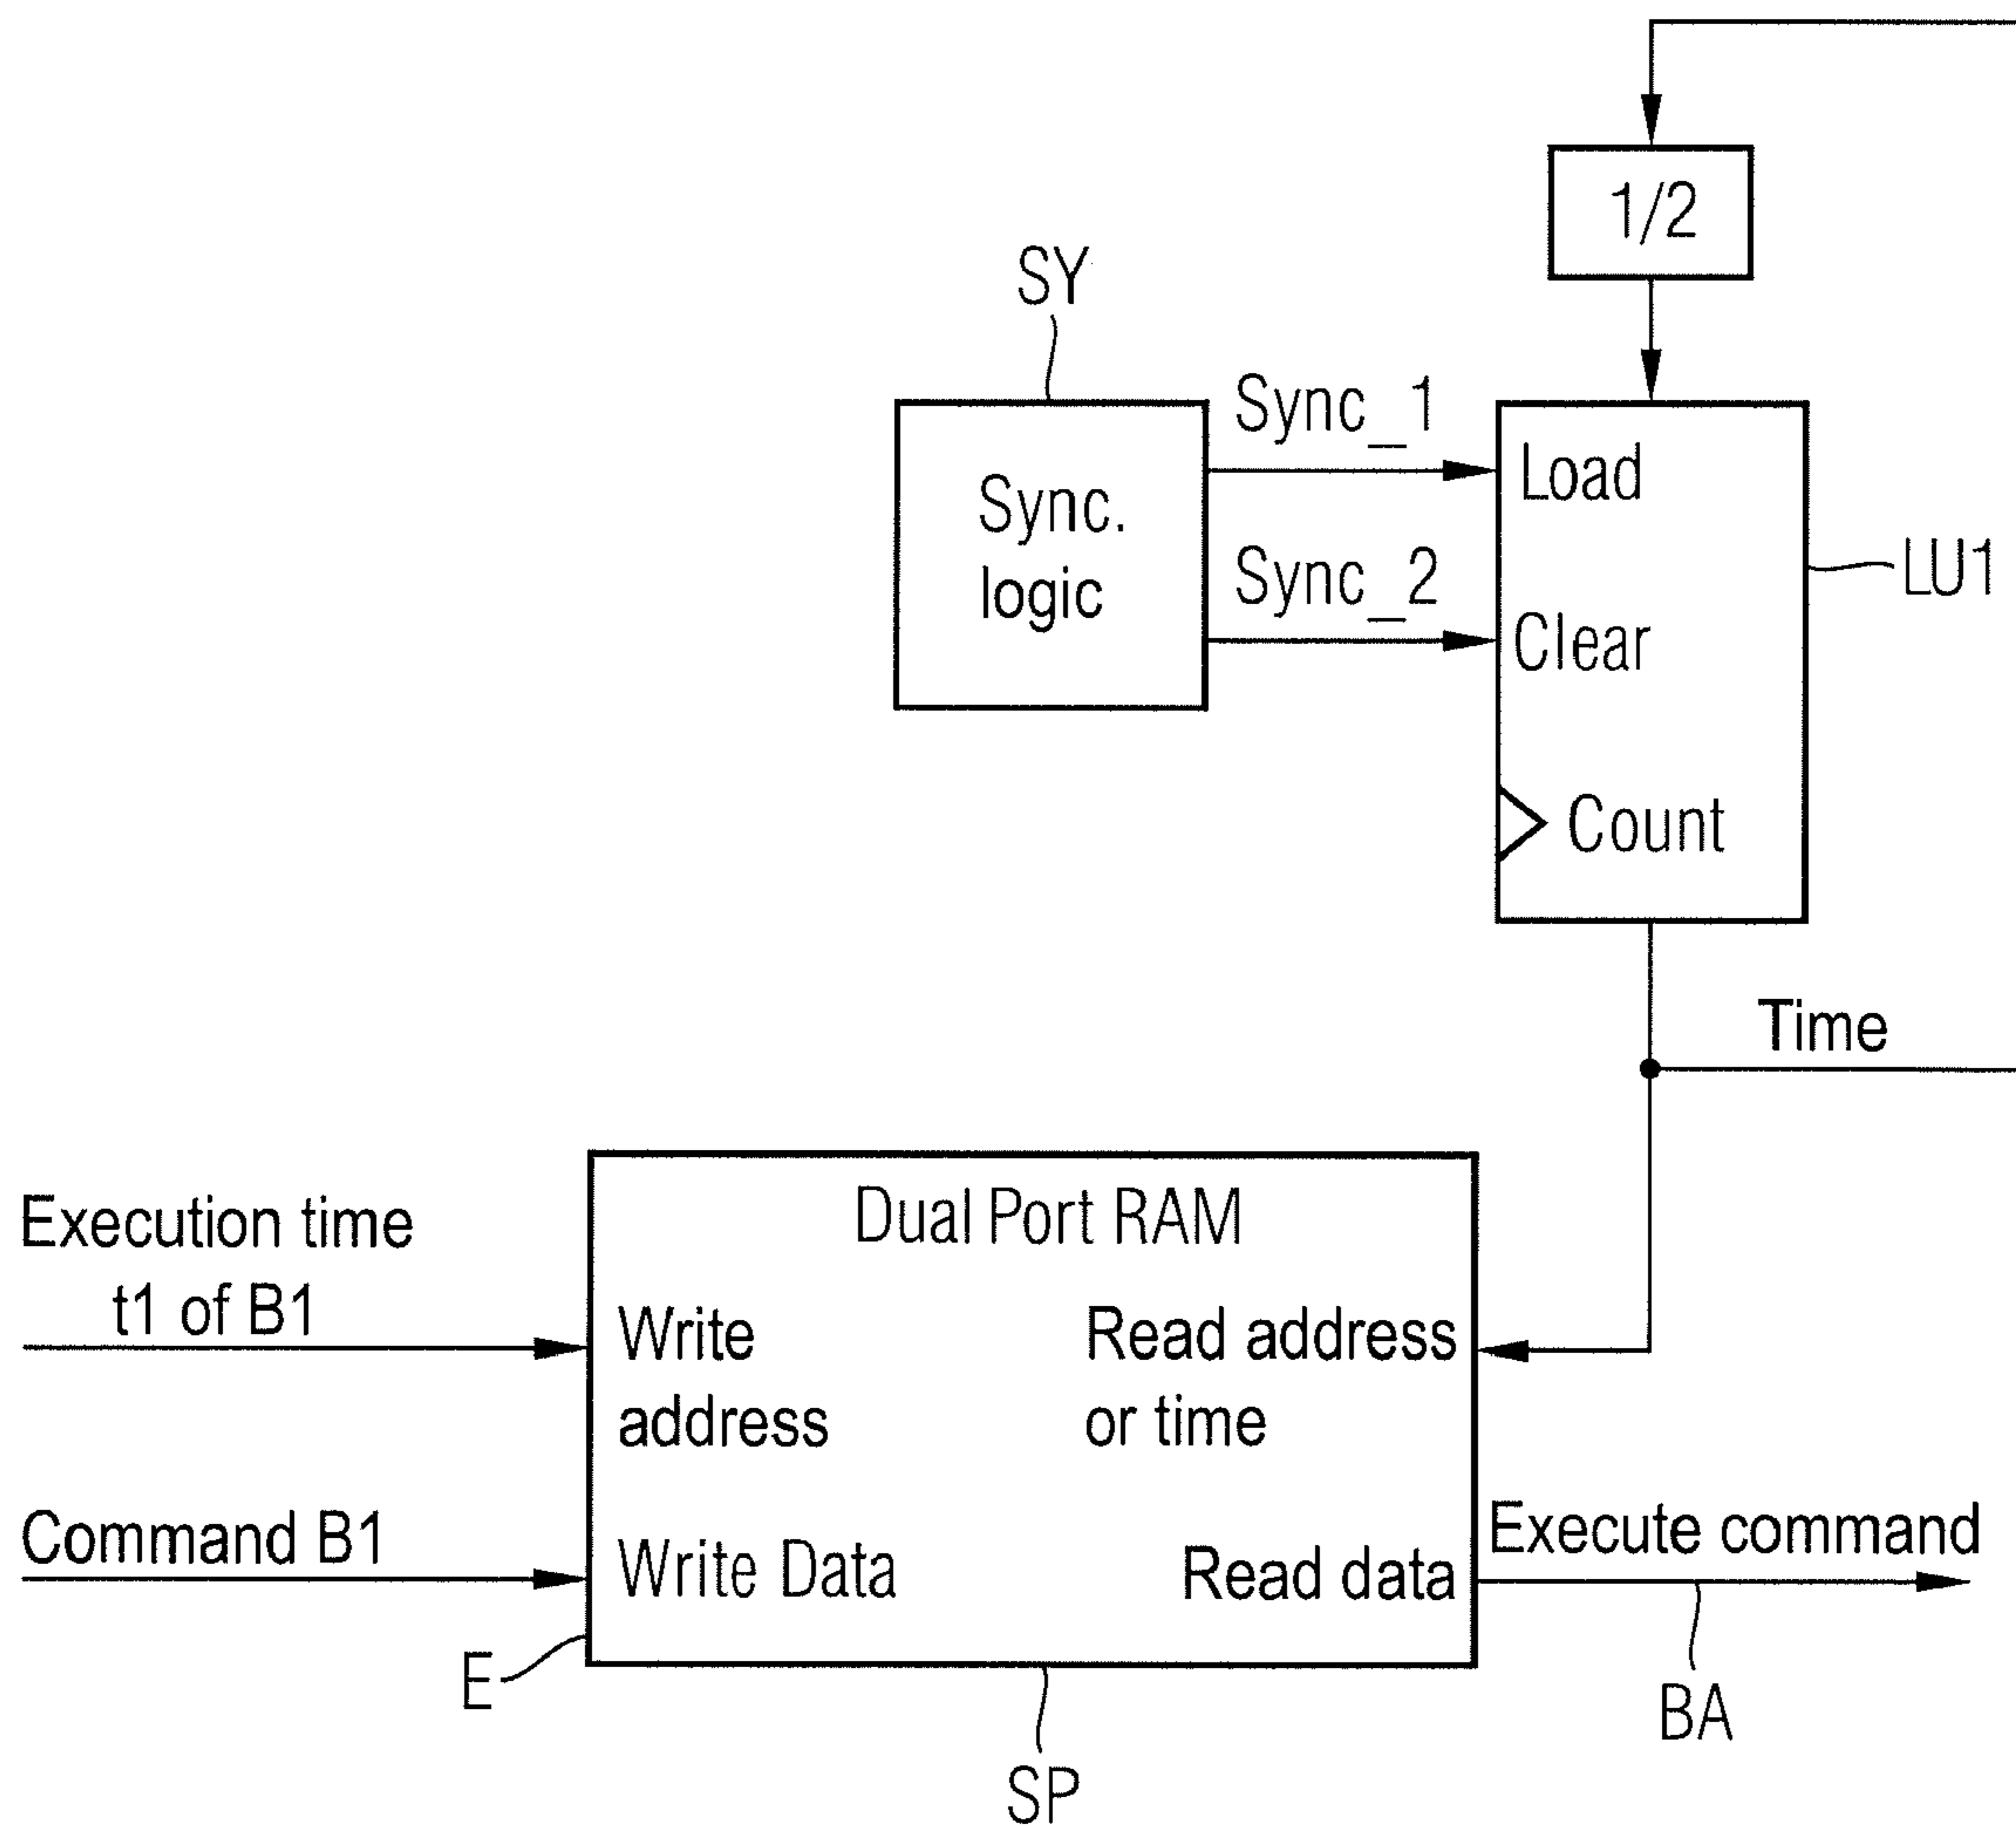 1/2
SY
Sync_1
Load
Sync.
logic
LU1
Sync_2
Clear
Count
Time
Dual Port RAM
Execution time
t1 of B1
Write
address
Read address
or time
Command B1
Write Data
Read data
Execute command
E
BA
SP